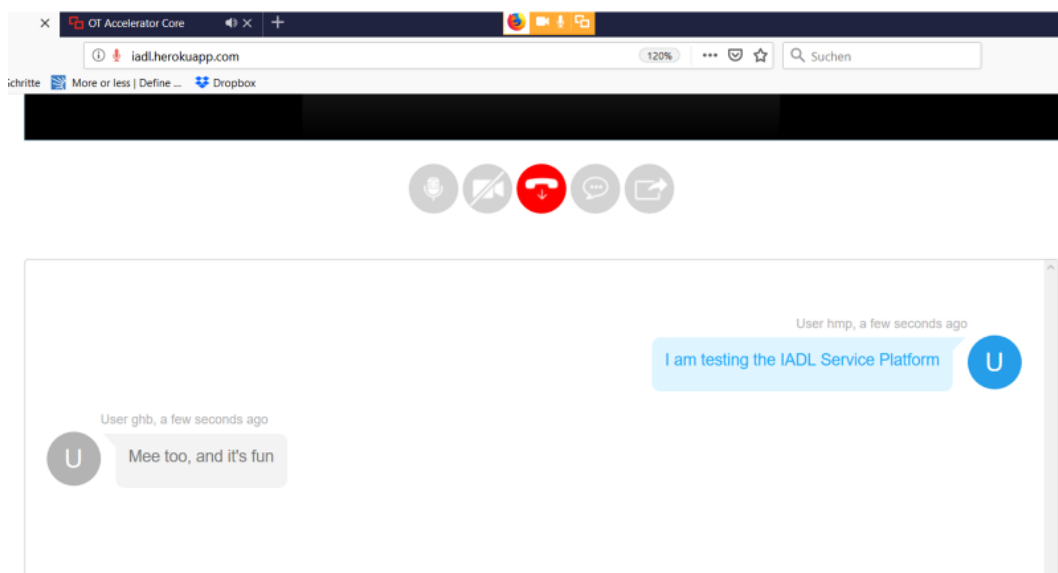 OT Accelerator Core
iadl.herokuapp.com
120%
Suchen
Schritte
More or less | Define ...
Dropbox
User hmp, a few seconds ago
I am testing the IADL Service Platform
U
User ghb, a few seconds ago
U
Mee too, and it's fun